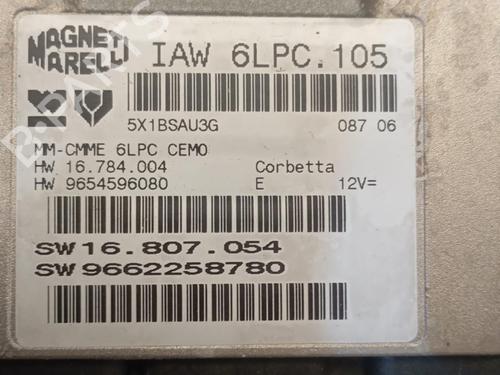 MAGNETI
MARELLI
IAW 6LPC.105
5X1BSAU3G 087 06
MM-CMME 6LPC CEMO
HW 16.784.004 Corbetta
HW 9654596080 E 12V=
SW 16.807.054
SW 9662258780